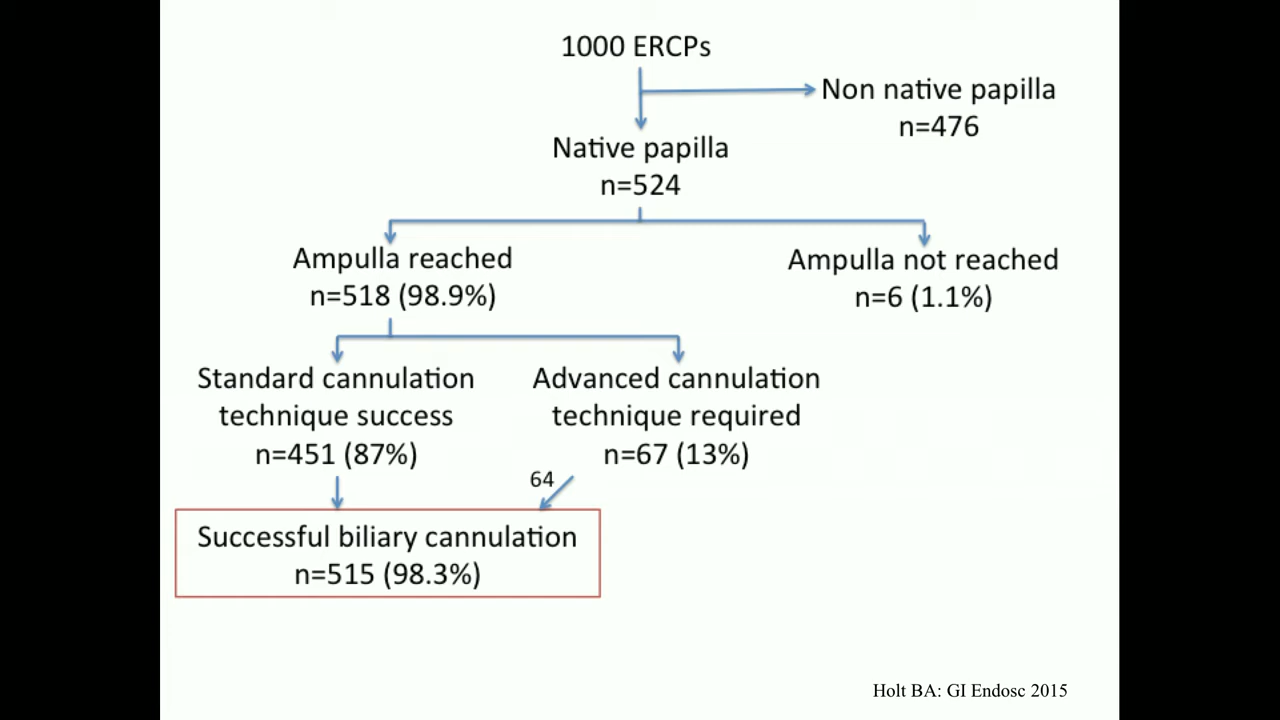 1000 ERCPs
Non native papilla
n=476
Native papilla
n=524
Ampulla reached
n=518 (98.9%)
Ampulla not reached
n=6 (1.1%)
Standard cannulation
technique success
n=451 (87%)
Advanced cannulation
technique required
n=67 (13%)
64
Successful biliary cannulation
n=515 (98.3%)
Holt BA: GI Endosc 2015